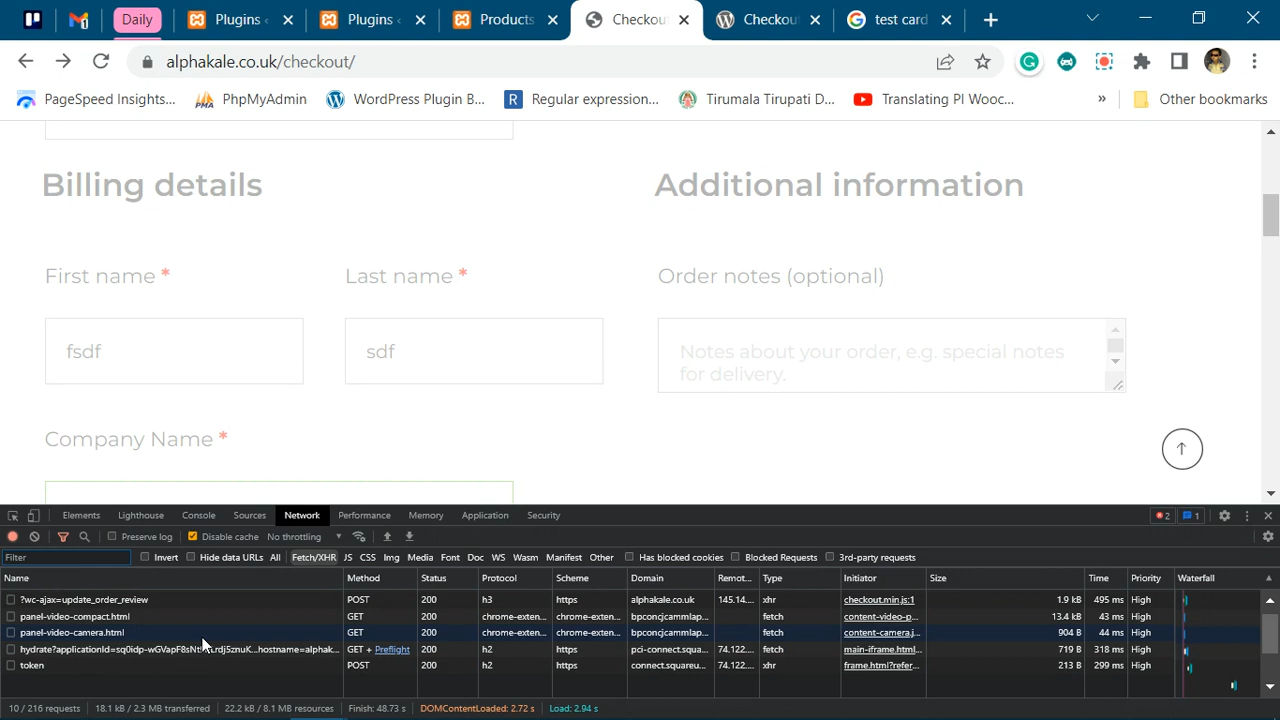 Daily
Plugins
Plugins
Products
Checkou
Checkou
test card
alphakale.co.uk/checkout/
PageSpeed Insights...
PhpMyAdmin
WordPress Plugin B...
Regular expression...
Tirumala Tirupati D...
Translating PI Wooc...
»
Other bookmarks
Billing details
Additional information
First name *
Last name *
Order notes (optional)
fsdf
sdf
Notes about your order, e.g. special notes
for delivery.
Company Name *
Elements
Lighthouse
Console
Sources
Network
Performance
Memory
Application
Security
2
1
Preserve log
Disable cache
No throttling
Filter
Invert
Hide data URLs
All
Fetch/XHR
JS
CSS
Img
Media
Font
Doc
WS
Wasm
Manifest
Other
Has blocked cookies
Blocked Requests
3rd-party requests
Name Method Status Protocol Scheme Domain Remot... Type Initiator Size Time Priority Waterfall
?wc-ajax=update_order_review POST 200 h3 https alphakale.co.uk 145.14.... xhr checkout.min.js:1 1.9 kB 495 ms High
panel-video-compact.html GET 200 chrome-exten... chrome-exten... bpconcjcammlap... fetch content-video-p... 13.4 kB 43 ms High
panel-video-camera.html GET 200 chrome-exten... chrome-exten... bpconcjcammlap... fetch content-camera.j... 904 B 44 ms High
GET + Preflight 200 h2 https pci-connect.squa... 74.122.... fetch main-iframe.html... 719 B 318 ms High
token POST 200 h2 https connect.squareu... 74.122.... xhr frame.html?refer... 213 B 299 ms High
10 / 216 requests
18.1 kB / 2.3 MB transferred
22.2 kB / 8.1 MB resources
Finish: 48.73 s
DOMContentLoaded: 2.72 s
Load: 2.94 s